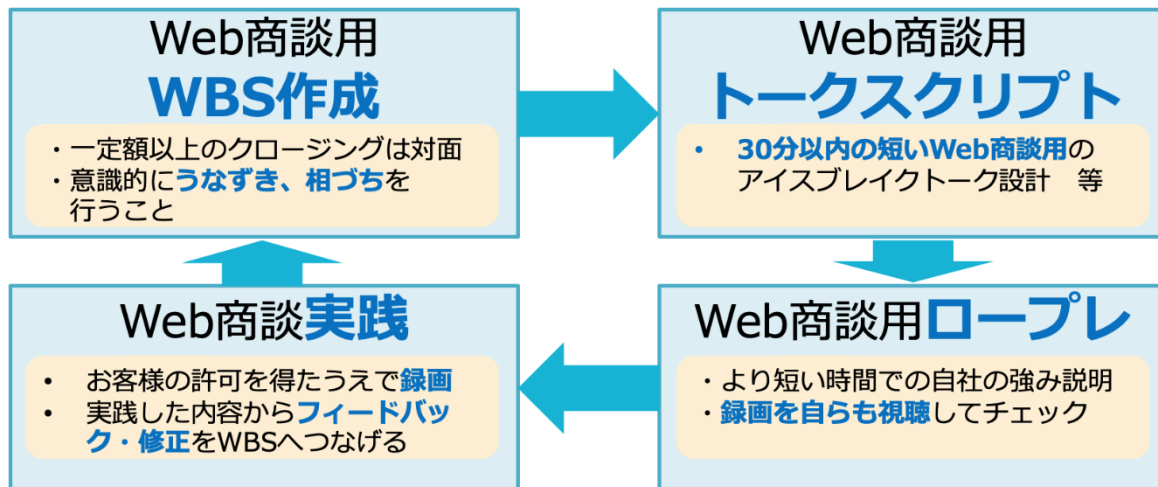 Web商談用
WBS作成
・一定額以上のクロージングは対面
・意識的にうなずき、相づちを
行うこと
Web商談用
トークスクリプト
• 30分以内の短いWeb商談用の
アイスブレイクトーク設計　等
Web商談用ロープレ
・より短い時間での自社の強み説明
・録画を自らも視聴してチェック
Web商談実践
• お客様の許可を得たうえで録画
• 実践した内容からフィードバッ
ク・修正をWBSへつなげる